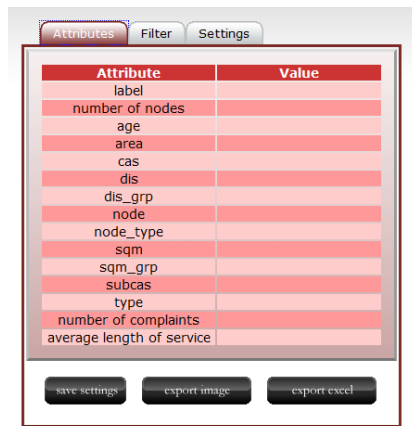 Attributes Filter Settings
Attribute Value
label
number of nodes
age
area
cas
dis
dis_grp
node
node_type
sqm
sqm_grp
subcas
type
number of complaints
average length of service
save settings export image export excel